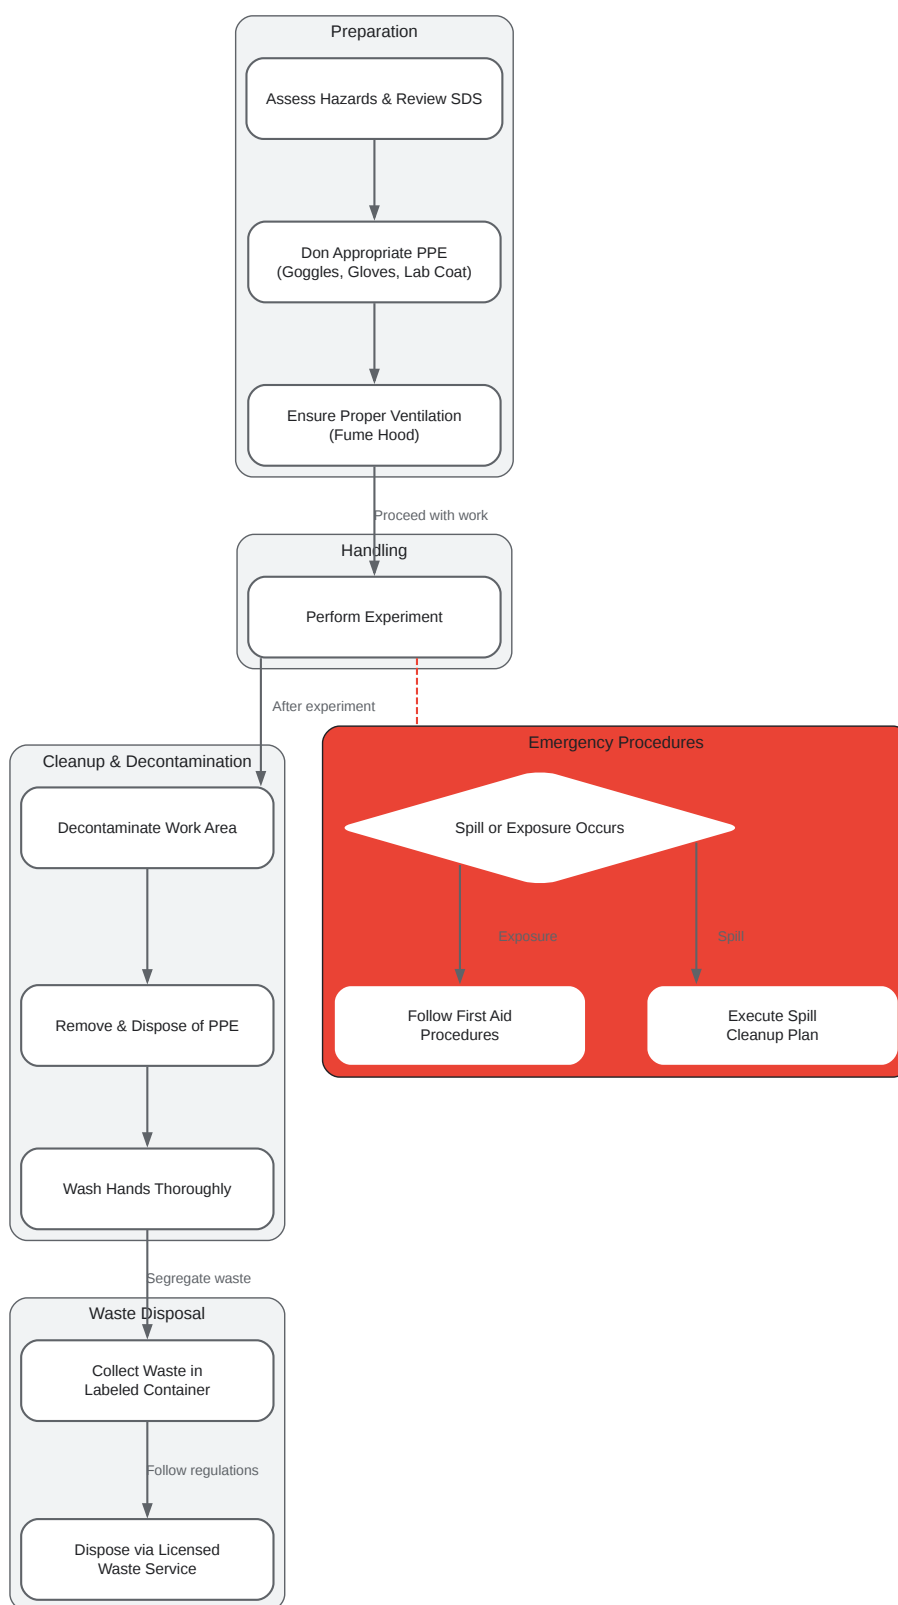 Preparation
Assess Hazards & Review SDS
Don Appropriate PPE
(Goggles, Gloves, Lab Coat)
Ensure Proper Ventilation
(Fume Hood)
Proceed with work
Handling
Perform Experiment
After experiment
Emergency Procedures
Spill or Exposure Occurs
Exposure
Spill
Follow First Aid
Procedures
Execute Spill
Cleanup Plan
Cleanup & Decontamination
Decontaminate Work Area
Remove & Dispose of PPE
Wash Hands Thoroughly
Segregate waste
Waste Disposal
Collect Waste in
Labeled Container
Follow regulations
Dispose via Licensed
Waste Service